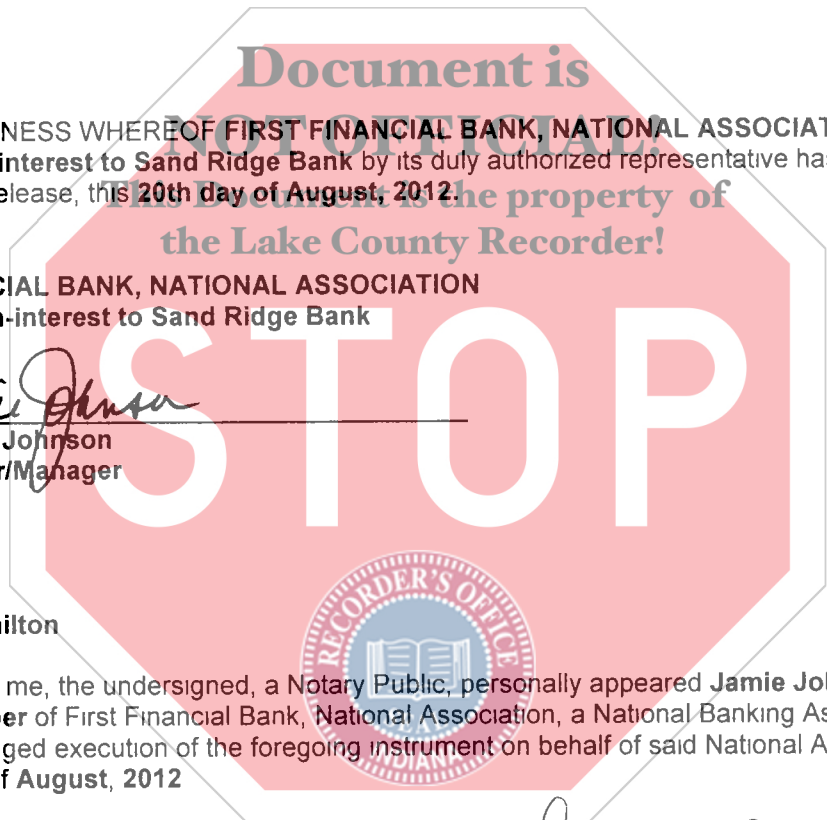 Document is
NESS WHEREOF FIRST FINANCIAL BANK, NATIONAL ASSOCIAT
NOT OFFICIAL!
interest to Sand Ridge Bank by its duly authorized representative ha
elease, this 20th day of August, 2012.
This Document is the property of
the Lake County Recorder!
CIAL BANK, NATIONAL ASSOCIATION
-interest to Sand Ridge Bank
STOP
Johnson
Johnson
r/Manager
RECORDER'S OFFICE
ilton
me, the undersigned, a Notary Public, personally appeared Jamie Jo
er of First Financial Bank, National Association, a National Banking As
ged execution of the foregoing instrument on behalf of said National A
f August, 2012
INDIANA